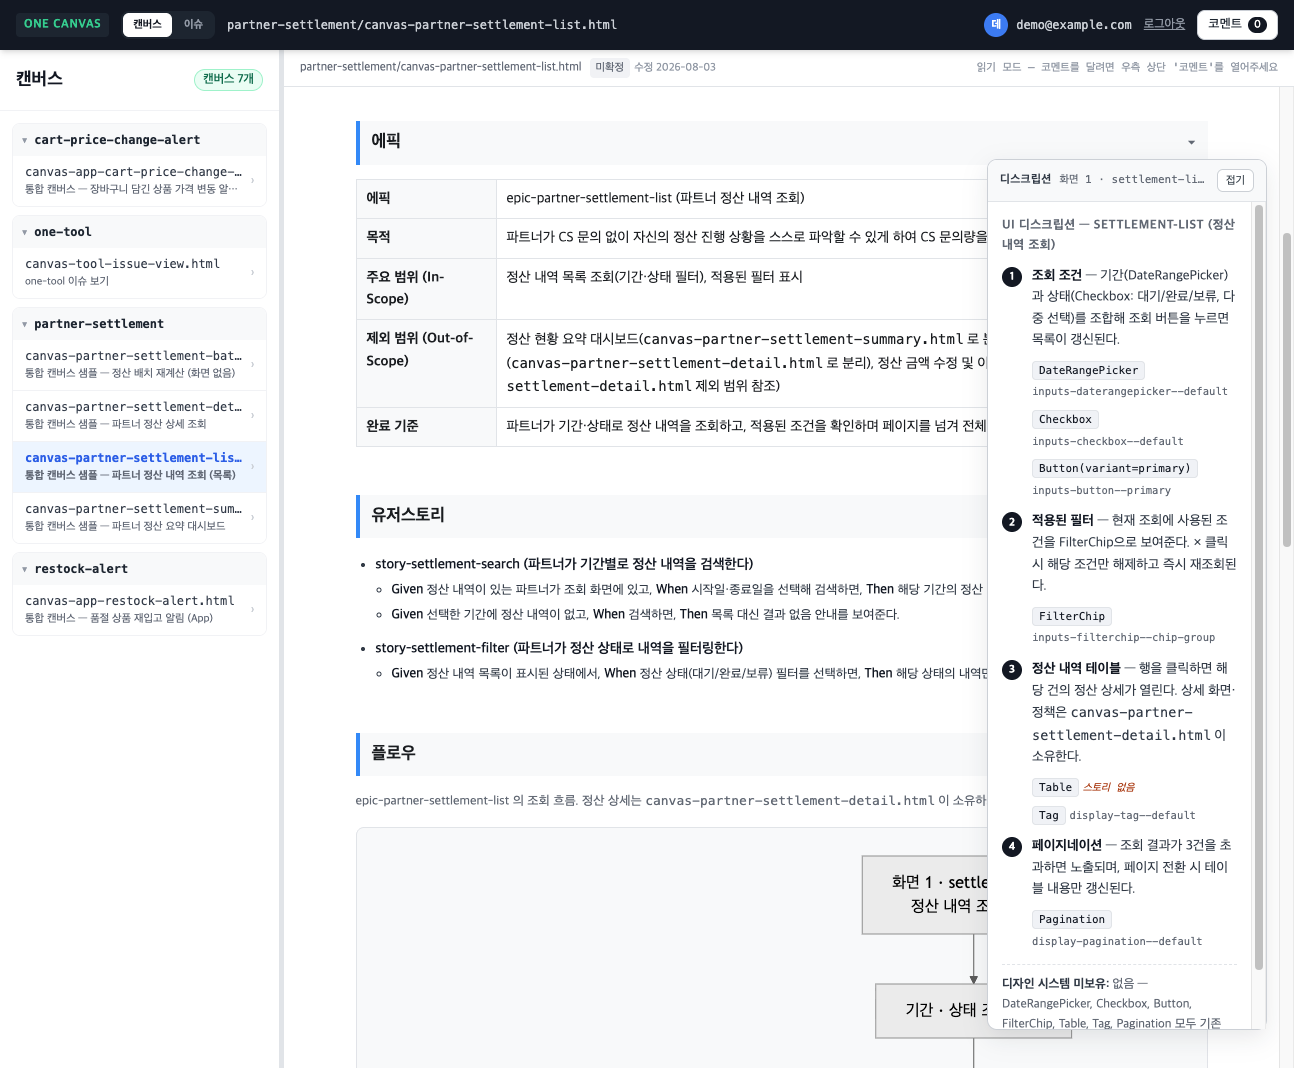 ONE CANVAS
캔버스
이슈
partner-settlement/canvas-partner-settlement-list.html
데
demo@example.com
로그아웃
코멘트 0
캔버스
캔버스 7개
▾ cart-price-change-alert
canvas-app-cart-price-change-…
통합 캔버스 — 장바구니 담긴 상품 가격 변동 알…
▾ one-tool
canvas-tool-issue-view.html
one-tool 이슈 보기
▾ partner-settlement
canvas-partner-settlement-bat…
통합 캔버스 샘플 — 정산 배치 재계산 (화면 없음)
canvas-partner-settlement-det…
통합 캔버스 샘플 — 파트너 정산 상세 조회
canvas-partner-settlement-lis…
통합 캔버스 샘플 — 파트너 정산 내역 조회 (목록)
canvas-partner-settlement-sum…
통합 캔버스 샘플 — 파트너 정산 요약 대시보드
▾ restock-alert
canvas-app-restock-alert.html
통합 캔버스 — 품절 상품 재입고 알림 (App)
partner-settlement/canvas-partner-settlement-list.html 미확정 수정 2026-08-03
읽기 모드 — 코멘트를 달려면 우측 상단 '코멘트'를 열어주세요
에픽
에픽
epic-partner-settlement-list (파트너 정산 내역 조회)
목적
파트너가 CS 문의 없이 자신의 정산 진행 상황을 스스로 파악할 수 있게 하여 CS 문의량을
주요 범위 (In-
Scope)
정산 내역 목록 조회(기간·상태 필터), 적용된 필터 표시
제외 범위 (Out-of-
Scope)
정산 현황 요약 대시보드(canvas-partner-settlement-summary.html 로
(canvas-partner-settlement-detail.html 로 분리), 정산 금액 수정 및
settlement-detail.html 제외 범위 참조)
완료 기준
파트너가 기간·상태로 정산 내역을 조회하고, 적용된 조건을 확인하며 페이지를 넘겨 전체
유저스토리
• story-settlement-search (파트너가 기간별로 정산 내역을 검색한다)
◦ Given 정산 내역이 있는 파트너가 조회 화면에 있고, When 시작일·종료일을 선택해 검색하면, Then 해당 기간의 정산
◦ Given 선택한 기간에 정산 내역이 없고, When 검색하면, Then 목록 대신 결과 없음 안내를 보여준다.
• story-settlement-filter (파트너가 정산 상태로 내역을 필터링한다)
◦ Given 정산 내역 목록이 표시된 상태에서, When 정산 상태(대기/완료/보류) 필터를 선택하면, Then 해당 상태의 내역만
플로우
epic-partner-settlement-list 의 조회 흐름. 정산 상세는 canvas-partner-settlement-detail.html 이 소유하
화면 1 · settle
정산 내역 조
기간 · 상태 조
디스크립션 화면 1 · settlement-li… 접기
UI 디스크립션 — SETTLEMENT-LIST (정산
내역 조회)
1 조회 조건 — 기간(DateRangePicker)
과 상태(Checkbox: 대기/완료/보류, 다
중 선택)를 조합해 조회 버튼을 누르면
목록이 갱신된다.
DateRangePicker
inputs-daterangepicker--default
Checkbox
inputs-checkbox--default
Button(variant=primary)
inputs-button--primary
2 적용된 필터 — 현재 조회에 사용된 조
건을 FilterChip으로 보여준다. × 클릭
시 해당 조건만 해제하고 즉시 재조회된
다.
FilterChip
inputs-filterchip--chip-group
3 정산 내역 테이블 — 행을 클릭하면 해
당 건의 정산 상세가 열린다. 상세 화면·
정책은 canvas-partner-
settlement-detail.html 이
소유한다.
Table 스토리 없음
Tag display-tag--default
4 페이지네이션 — 조회 결과가 3건을 초
과하면 노출되며, 페이지 전환 시 테이
블 내용만 갱신된다.
Pagination
display-pagination--default
디자인 시스템 미보유: 없음 —
DateRangePicker, Checkbox, Button,
FilterChip, Table, Tag, Pagination 모두 기존